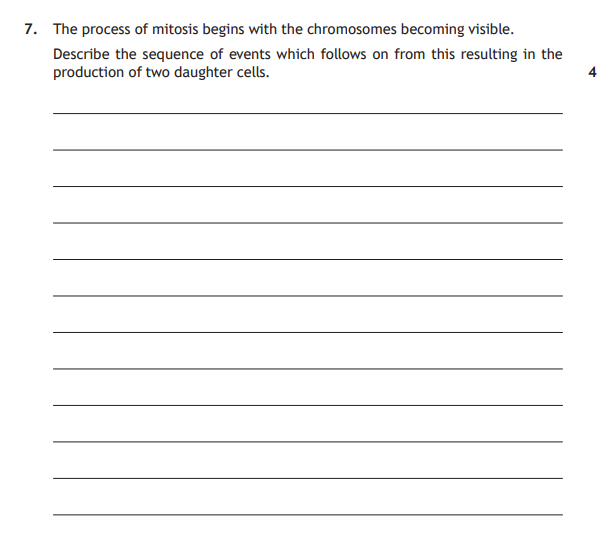 7. The process of mitosis begins with the chromosomes becoming visible.
Describe the sequence of events which follows on from this resulting in the
production of two daughter cells. 4